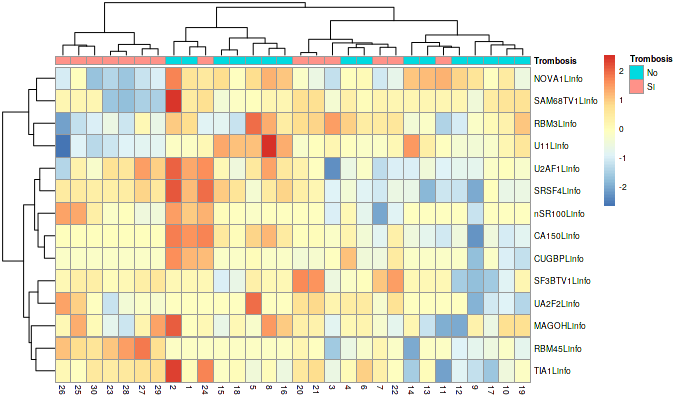 Trombosis
NOVA1Linfo
SAM68TV1Linfo
RBM3Linfo
U11Linfo
U2AF1Linfo
SRSF4Linfo
nSR100Linfo
CA150Linfo
CUGBPLinfo
SF3BTV1Linfo
UA2F2Linfo
MAGOHLinfo
RBM45Linfo
TIA1Linfo
26 25 30 23 28 27 29 2 1 24 15 18 5 8 16 20 21 3 4 6 7 22 14 13 11 12 9 17 10 19
2
1
0
-1
-2
Trombosis
No
Si